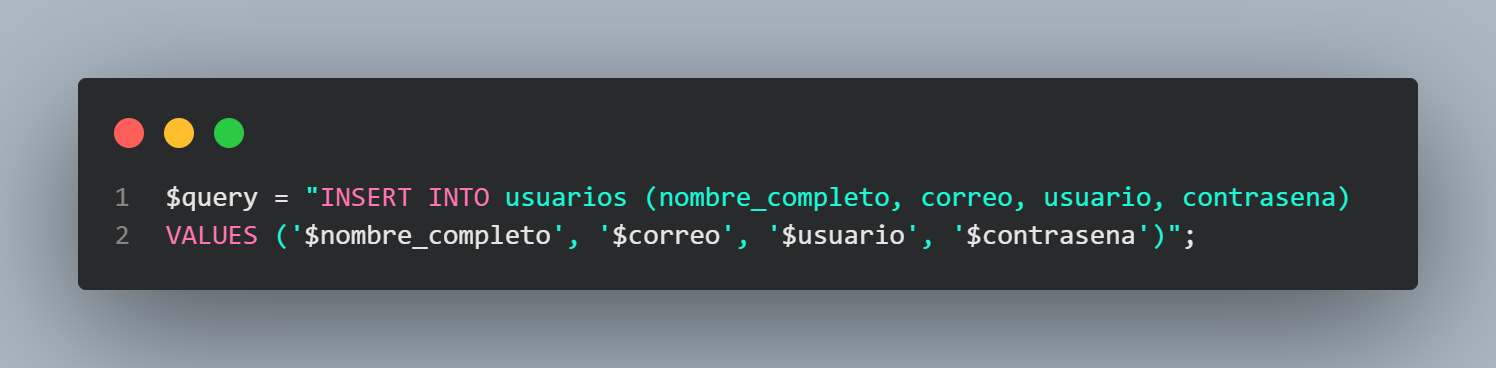 1 $query = "INSERT INTO usuarios (nombre_completo, correo, usuario, contrasena)
2 VALUES ('$nombre_completo', '$correo', '$usuario', '$contrasena')";